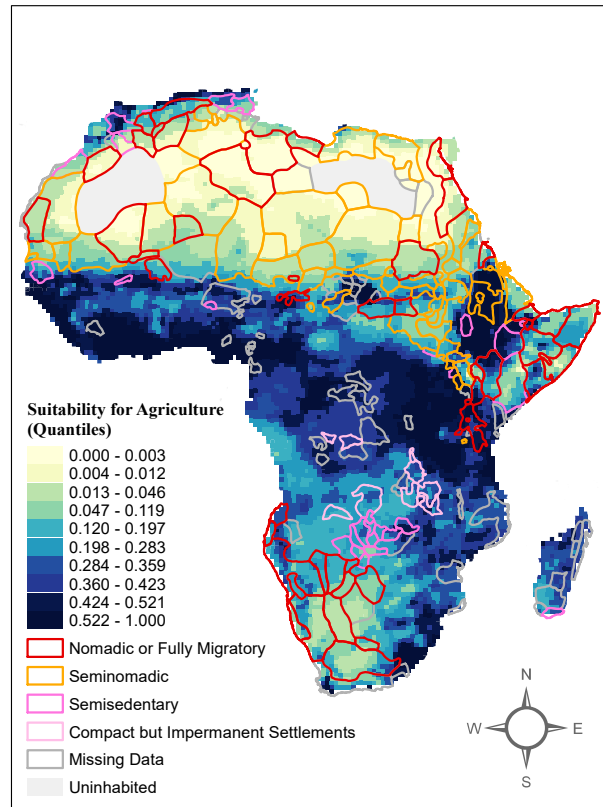 Suitability for Agriculture
(Quantiles)
0.000 - 0.003
0.004 - 0.012
0.013 - 0.046
0.047 - 0.119
0.120 - 0.197
0.198 - 0.283
0.284 - 0.359
0.360 - 0.423
0.424 - 0.521
0.522 - 1.000
Nomadic or Fully Migratory
Seminomadic
Semisedentary
Compact but Impermanent Settlements
Missing Data
Uninhabited
N
W E
S